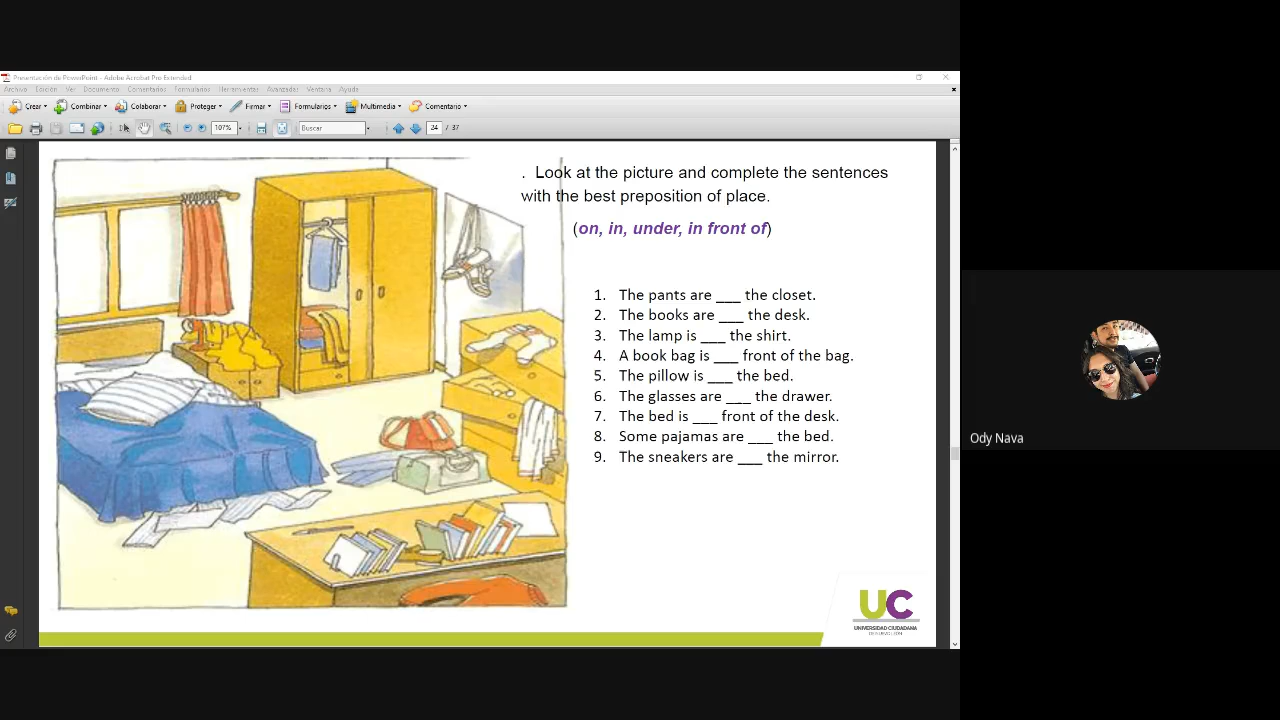 Presentación de PowerPoint - Adobe Acrobat Pro Extended
Archivo Edición Ver Documento Comentarios Formularios Herramientas Avanzadas Ventana Ayuda
Crear Combinar Colaborar Proteger Firmar Formularios Multimedia Comentario
107% Buscar 24 / 37
. Look at the picture and complete the sentences
with the best preposition of place.
(on, in, under, in front of)
1. The pants are ___ the closet.
2. The books are ___ the desk.
3. The lamp is ___ the shirt.
4. A book bag is ___ front of the bag.
5. The pillow is ___ the bed.
6. The glasses are ___ the drawer.
7. The bed is ___ front of the desk.
8. Some pajamas are ___ the bed.
9. The sneakers are ___ the mirror.
Ody Nava
UC
UNIVERSIDAD CIUDADANA
DE NUEVO LEÓN